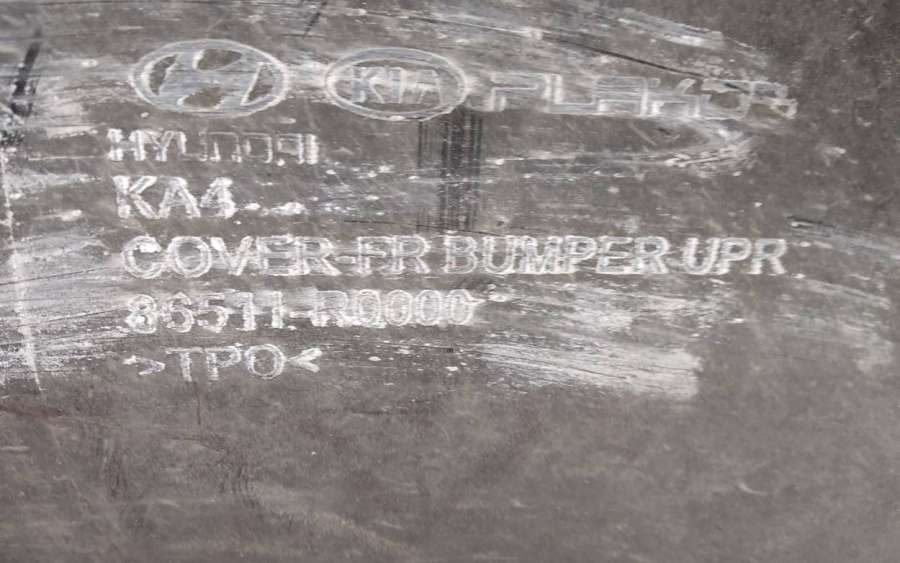 KIA PLAKOR
HYUNDAI
KA4
COVER-FR BUMPER UPR
86511-R0000
>TPO<